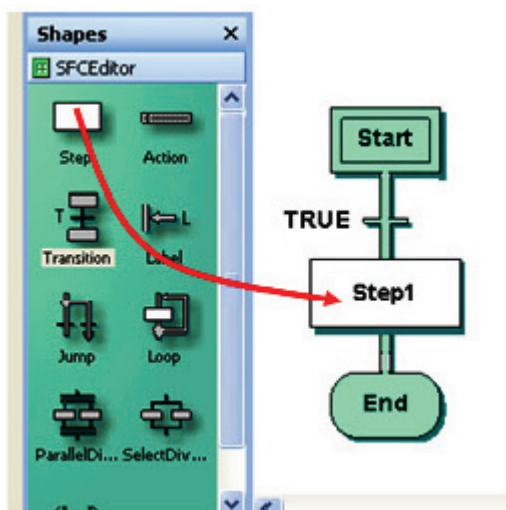 Shapes
SFCEditor
Step
Action
T
L
Transition
Label
Jump
Loop
ParallelDi...
SelectDiv...
Start
TRUE
Step1
End